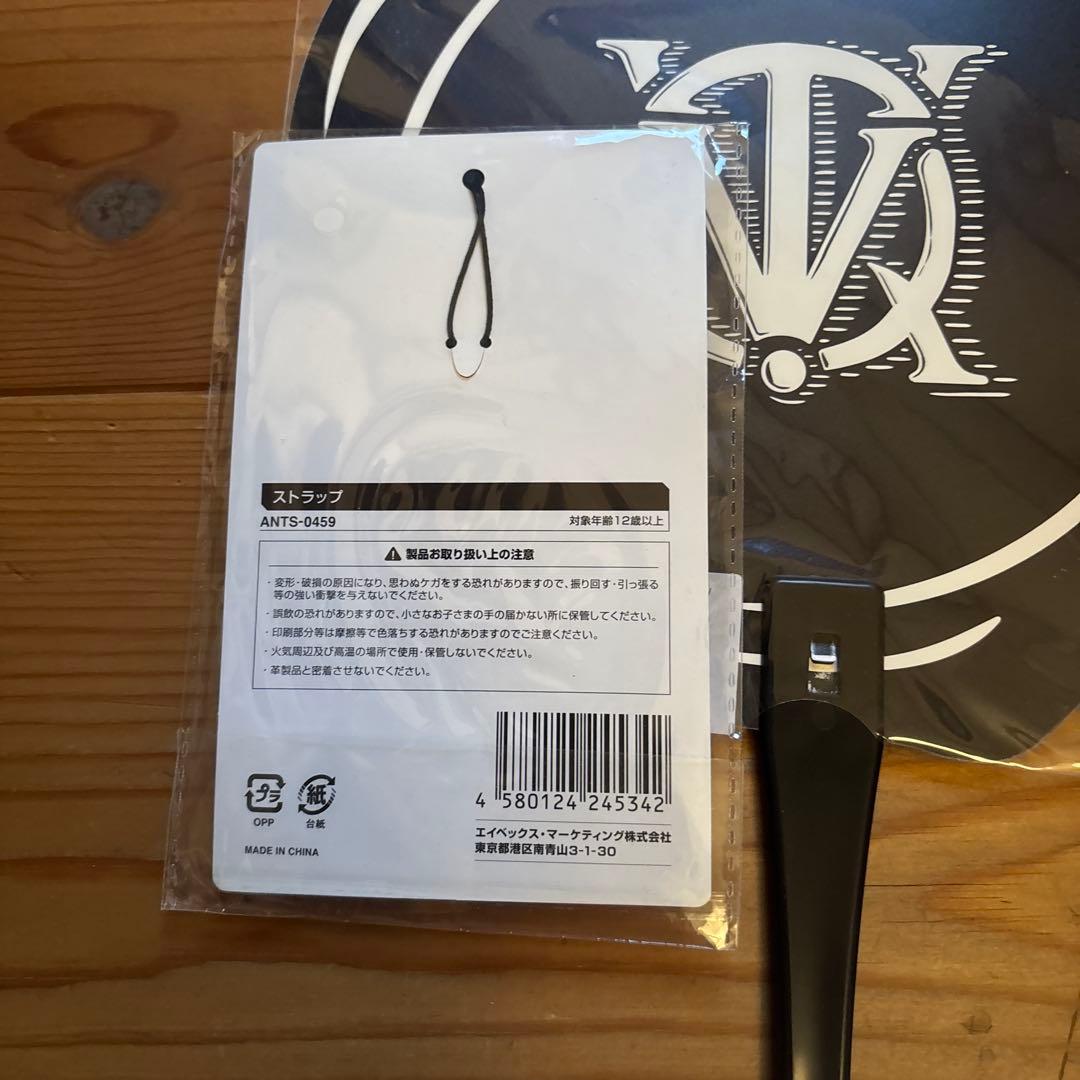 ストラップ
ANTS-0459
対象年齢12歳以上
製品お取り扱い上の注意
・変形・破損の原因になり、思わぬケガをする恐れがありますので、振り回す・引っ張る
等の強い衝撃を与えないでください。
・誤飲の恐れがありますので、小さなお子さまの手の届かない所に保管してください。
・印刷部分等は摩擦等で色落ちする恐れがありますのでご注意ください。
・火気周辺及び高温の場所で使用・保管しないでください。
・革製品と密着させないでください。
4 580124 245342
プラ
OPP
紙
台紙
エイベックス・マーケティング株式会社
東京都港区南青山3-1-30
MADE IN CHINA